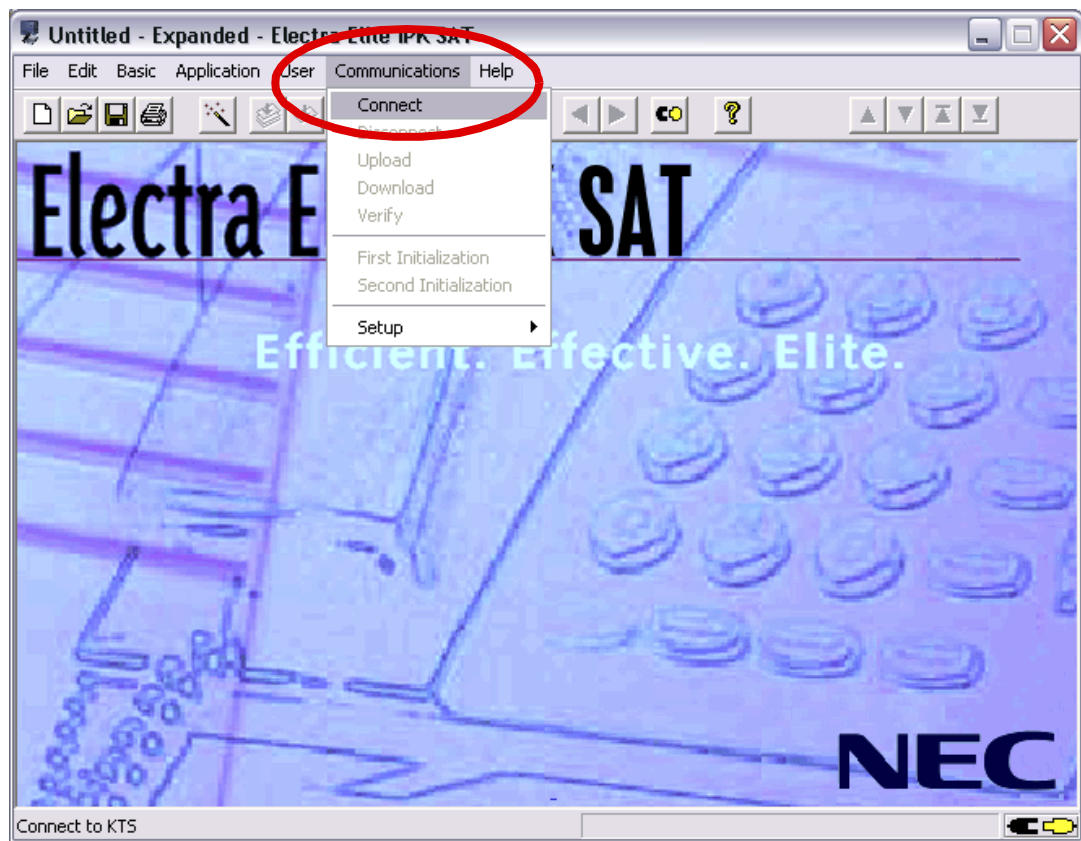 Untitled - Expanded - Electra Elite IPK SAT
File Edit Basic Application User Communications Help
Connect
Disconnect
Upload
Download
Verify
First Initialization
Second Initialization
Setup
Electra E SAT
Efficient. Effective. Elite.
NEC
Connect to KTS